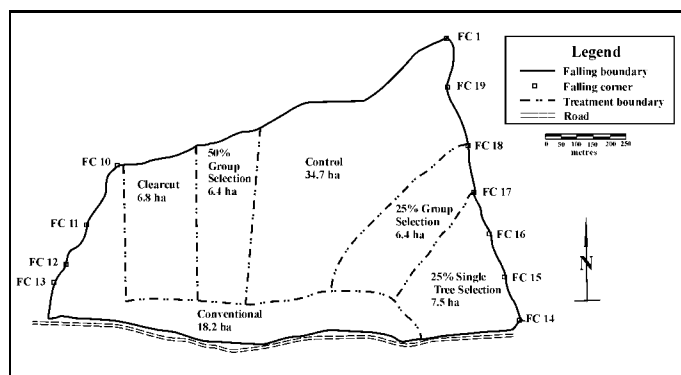 FC 1
FC 19
FC 18
FC 17
FC 16
FC 15
FC 14
FC 10
FC 11
FC 12
FC 13
50%
Group
Selection
6.4 ha
Clearcut
6.8 ha
Control
34.7 ha
25% Group
Selection
6.4 ha
25% Single
Tree Selection
7.5 ha
Conventional
18.2 ha
Legend
Falling boundary
Falling corner
Treatment boundary
Road
0 50 100 150 200 250
metres
N